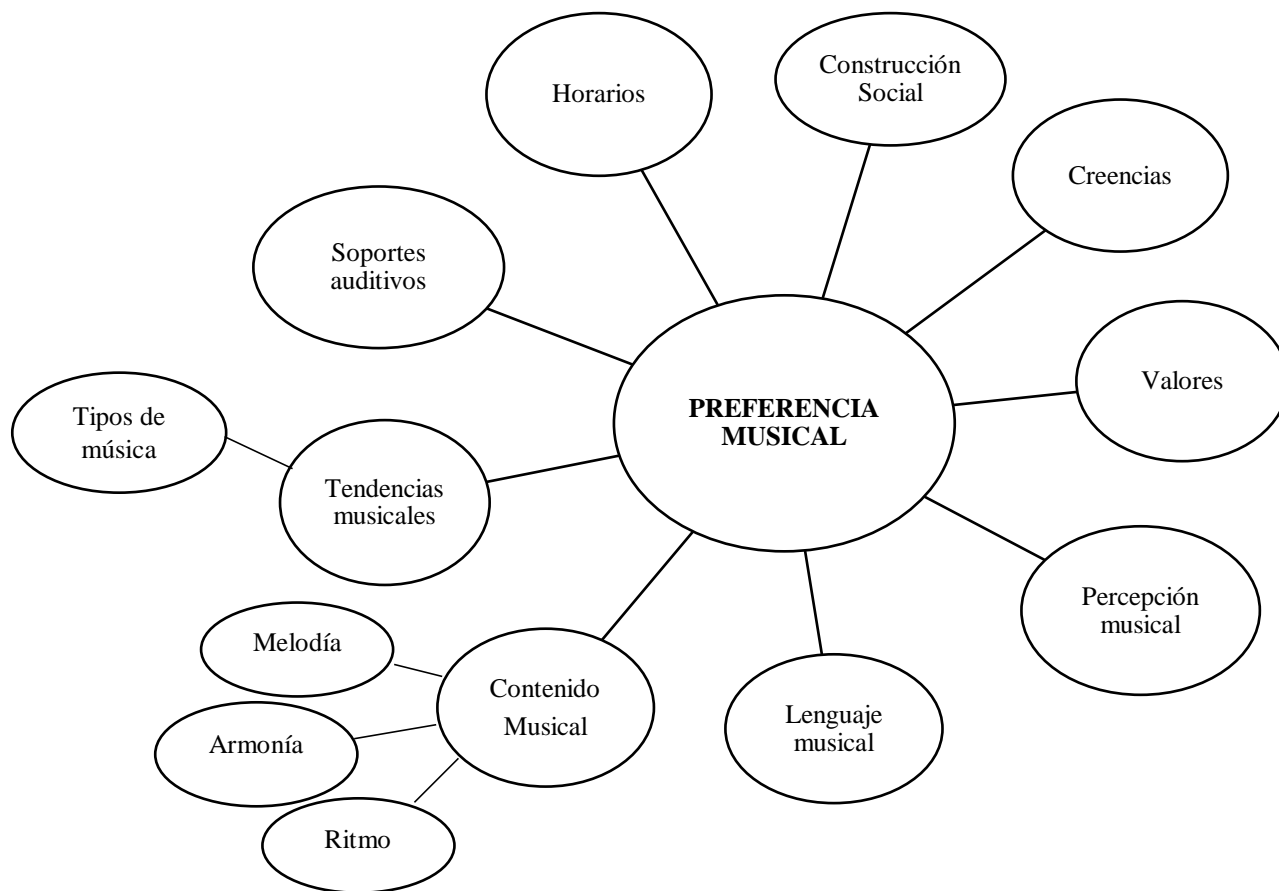 Horarios
Construcción
Social
Creencias
Soportes
auditivos
Valores
PREFERENCIA
MUSICAL
Tipos de
música
Tendencias
musicales
Percepción
musical
Melodía
Contenido
Musical
Lenguaje
musical
Armonía
Ritmo